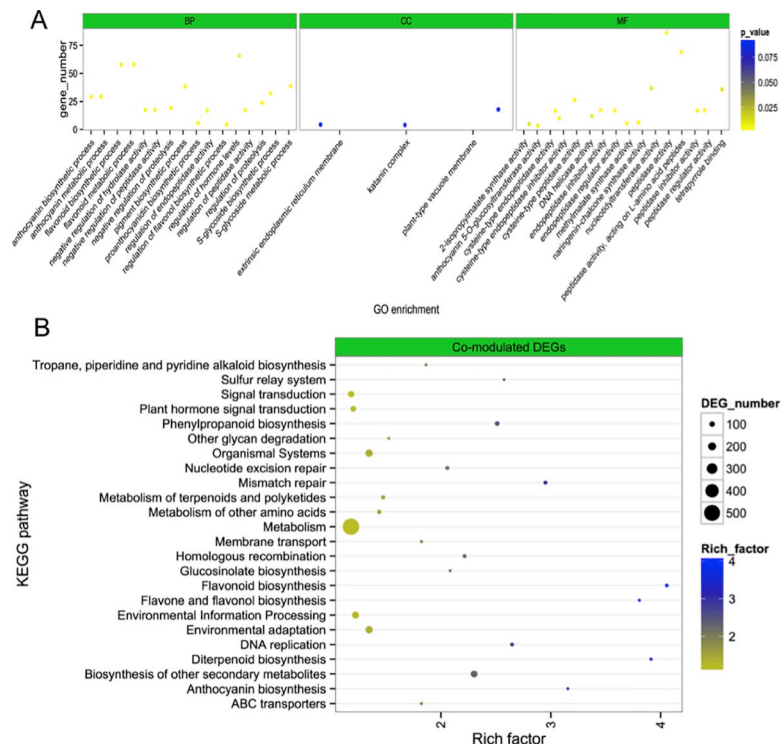 A
BP
CC
MF
gene_number
75
50
25
0
p_value
0.075
0.050
0.025
anthocyanin biosynthetic process
anthocyanin metabolic process
flavonoid biosynthetic process
flavonoid metabolic process
negative regulation of hydrolase activity
negative regulation of peptidase activity
negative regulation of proteolysis
pigment biosynthetic process
proanthocyanidin biosynthetic process
regulation of endopeptidase activity
regulation of flavonoid biosynthetic process
regulation of hormone levels
regulation of peptidase activity
regulation of proteolysis
S-glycoside biosynthetic process
S-glycoside metabolic process
extrinsic endoplasmic reticulum membrane
katanin complex
plant-type vacuole membrane
2-isopropylmalate synthase activity
anthocyanin 5-O-glucosyltransferase activity
cysteine-type endopeptidase activity
cysteine-type endopeptidase inhibitor activity
cysteine-type peptidase activity
DNA helicase activity
endopeptidase inhibitor activity
endopeptidase regulator activity
methylmalate synthase activity
naringenin-chalcone synthase activity
nucleotidyltransferase activity
peptidase activity
peptidase activity, acting on L-amino acid peptides
peptidase inhibitor activity
peptidase regulator activity
tetrapyrrole binding
GO enrichment
B
Co-modulated DEGs
KEGG pathway
Tropane, piperidine and pyridine alkaloid biosynthesis
Sulfur relay system
Signal transduction
Plant hormone signal transduction
Phenylpropanoid biosynthesis
Other glycan degradation
Organismal Systems
Nucleotide excision repair
Mismatch repair
Metabolism of terpenoids and polyketides
Metabolism of other amino acids
Metabolism
Membrane transport
Homologous recombination
Glucosinolate biosynthesis
Flavonoid biosynthesis
Flavone and flavonol biosynthesis
Environmental Information Processing
Environmental adaptation
DNA replication
Diterpenoid biosynthesis
Biosynthesis of other secondary metabolites
Anthocyanin biosynthesis
ABC transporters
2
3
4
Rich factor
DEG_number
100
200
300
400
500
Rich_factor
4
3
2